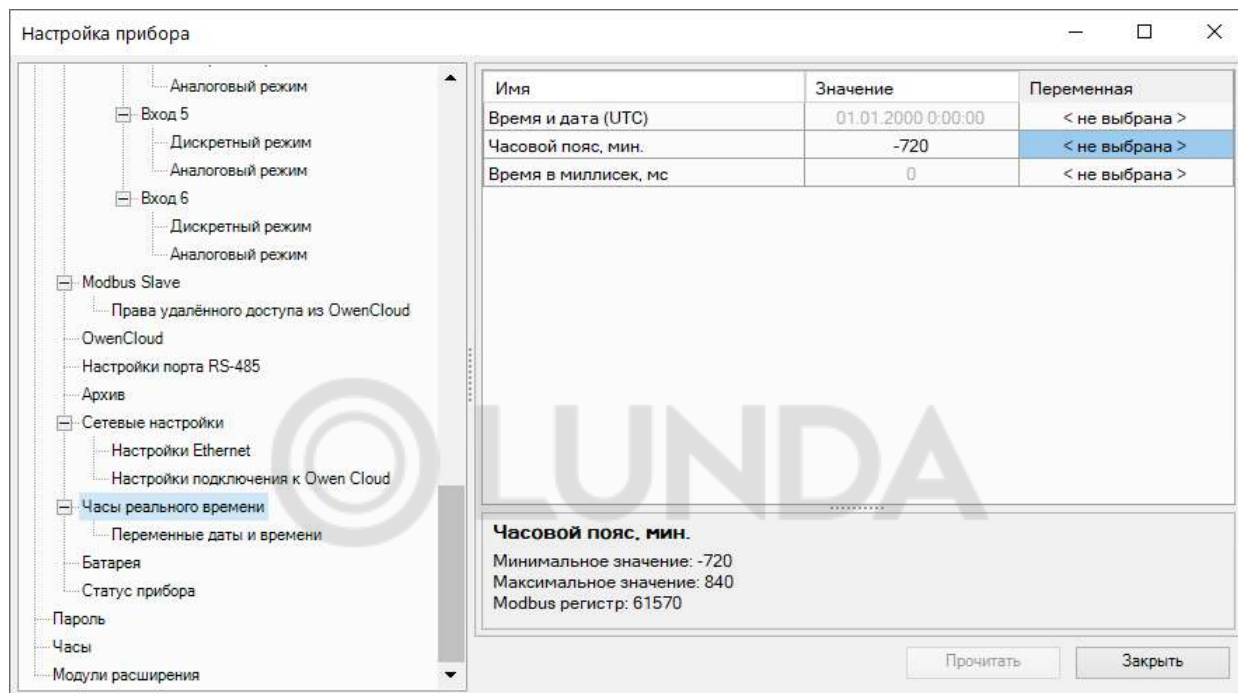 Настройка прибора
Аналоговый режим
Вход 5
Дискретный режим
Аналоговый режим
Вход 6
Дискретный режим
Аналоговый режим
Modbus Slave
Права удалённого доступа из OwenCloud
OwenCloud
Настройки порта RS-485
Архив
Сетевые настройки
Настройки Ethernet
Настройки подключения к Owen Cloud
Часы реального времени
Переменные даты и времени
Батарея
Статус прибора
Пароль
Часы
Модули расширения
Имя Значение Переменная
Время и дата (UTC) 01.01.2000 0:00:00 < не выбрана >
Часовой пояс, мин. -720 < не выбрана >
Время в миллисек, мс 0 < не выбрана >
LUNDA
Часовой пояс, мин.
Минимальное значение: -720
Максимальное значение: 840
Modbus регистр: 61570
Прочитать Закрыть